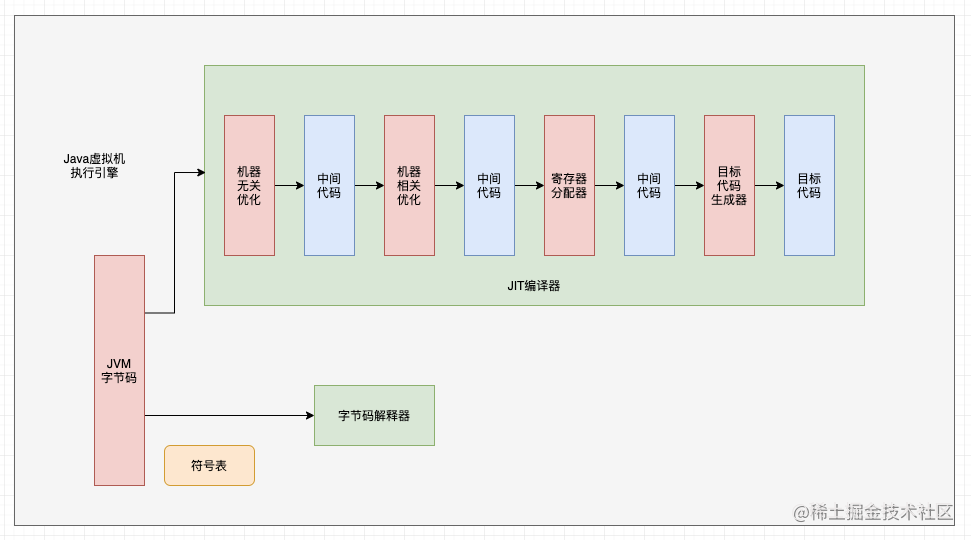 Java虚拟机
执行引擎
机器
无关
优化
中间
代码
机器
相关
优化
中间
代码
寄存器
分配器
中间
代码
目标
代码
生成器
目标
代码
JIT编译器
JVM
字节码
字节码解释器
符号表
@稀土掘金技术社区